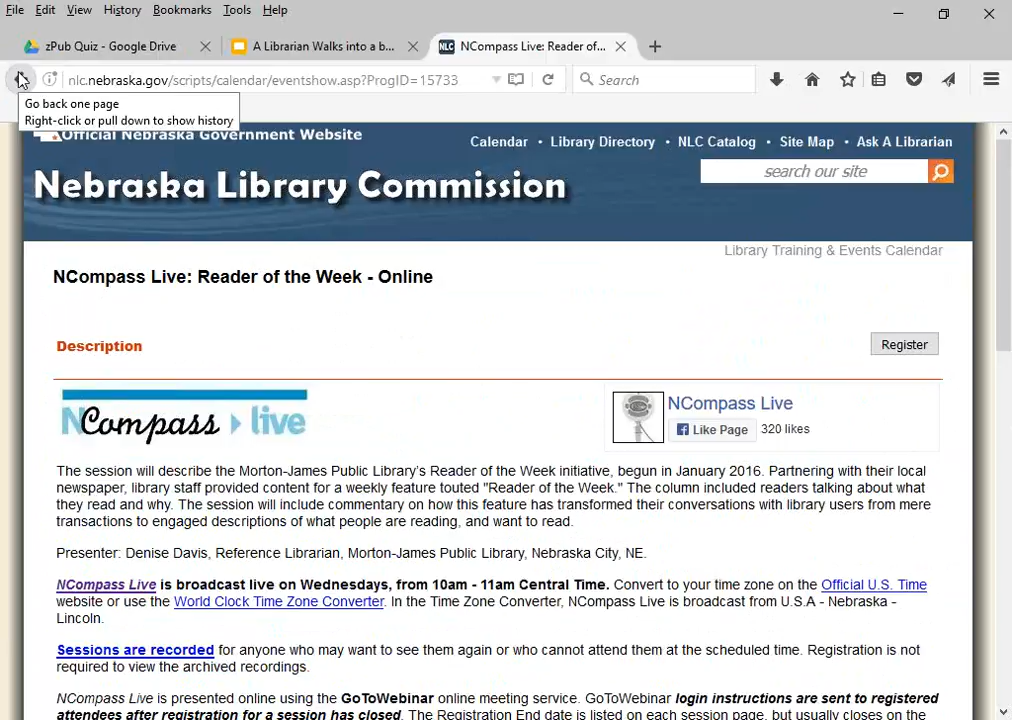 File Edit View History Bookmarks Tools Help
zPub Quiz - Google Drive A Librarian Walks into a b... NLC NCompass Live: Reader of...
nlc.nebraska.gov/scripts/calendar/eventshow.asp?ProgID=15733 Search
Go back one page
Right-click or pull down to show history
Official Nebraska Government Website
Calendar • Library Directory • NLC Catalog • Site Map • Ask A Librarian
Nebraska Library Commission
search our site
Library Training & Events Calendar
NCompass Live: Reader of the Week - Online
Description
Register
NCompass live
NCompass Live
Like Page 320 likes
The session will describe the Morton-James Public Library's Reader of the Week initiative, begun in January 2016. Partnering with their local
newspaper, library staff provided content for a weekly feature touted "Reader of the Week." The column included readers talking about what
they read and why. The session will include commentary on how this feature has transformed their conversations with library users from mere
transactions to engaged descriptions of what people are reading, and want to read.
Presenter: Denise Davis, Reference Librarian, Morton-James Public Library, Nebraska City, NE.
NCompass Live is broadcast live on Wednesdays, from 10am - 11am Central Time. Convert to your time zone on the Official U.S. Time
website or use the World Clock Time Zone Converter. In the Time Zone Converter, NCompass Live is broadcast from U.S.A - Nebraska -
Lincoln.
Sessions are recorded for anyone who may want to see them again or who cannot attend them at the scheduled time. Registration is not
required to view the archived recordings.
NCompass Live is presented online using the GoToWebinar online meeting service. GoToWebinar login instructions are sent to registered
attendees after registration for a session has closed. The Registration End date is listed on each session page, but usually closes on the